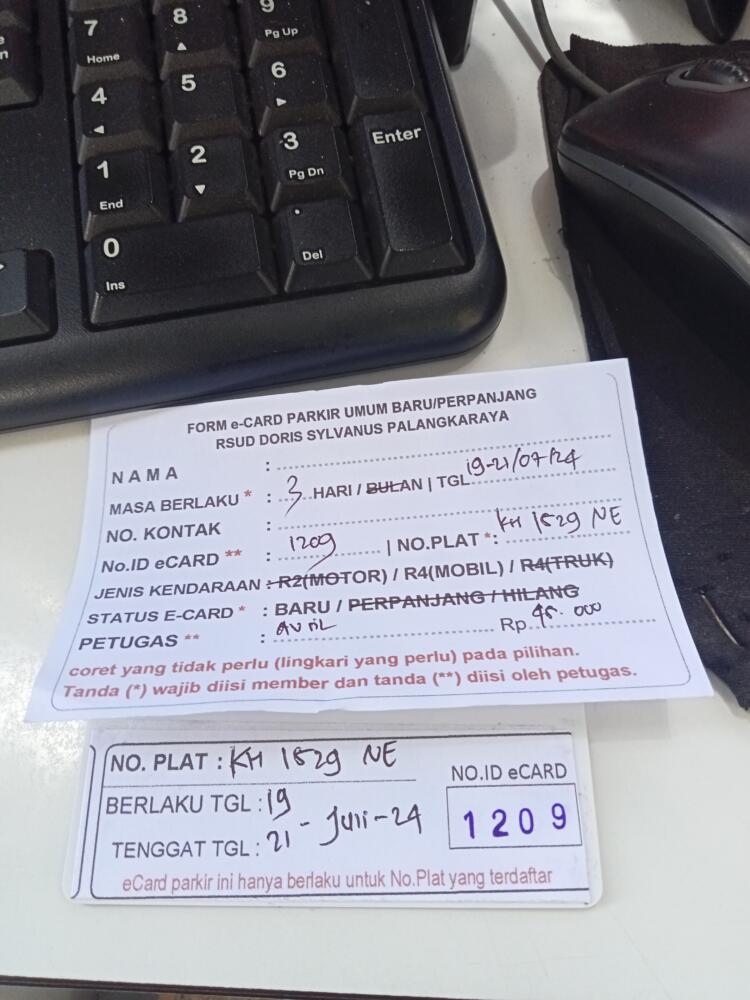 7 Home
8
9 Pg Up
4
5
6
1 End
2
3 Pg Dn
Enter
0 Ins
. Del
FORM e-CARD PARKIR UMUM BARU/PERPANJANG
RSUD DORIS SYLVANUS PALANGKARAYA
NAMA :
MASA BERLAKU * : 3 HARI / BULAN | TGL 19-21/07/24
NO. KONTAK :
No.ID eCARD ** : 1209 | NO.PLAT *: KH 1829 NE
JENIS KENDARAAN : R2(MOTOR) / R4(MOBIL) / R4(TRUK)
STATUS E-CARD * : BARU / PERPANJANG / HILANG
PETUGAS ** : Rp. 000
coret yang tidak perlu (lingkari yang perlu) pada pilihan.
Tanda (*) wajib diisi member dan tanda (**) diisi oleh petugas.
NO. PLAT : KH 1829 NE
BERLAKU TGL : 19
TENGGAT TGL : 21 - Juli - 24
NO.ID eCARD
1209
eCard parkir ini hanya berlaku untuk No.Plat yang terdaftar